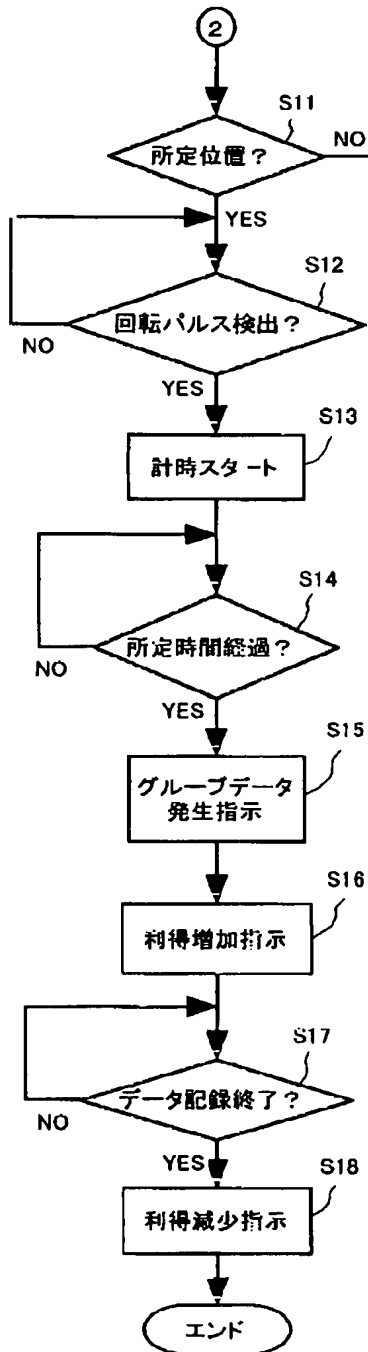 2
S11
所定位置?
NO
YES
S12
回転パルス検出?
NO
YES
S13
計時スタート
S14
所定時間経過?
NO
YES
S15
グループデータ
発生指示
S16
利得増加指示
S17
データ記録終了?
NO
YES
S18
利得減少指示
エンド